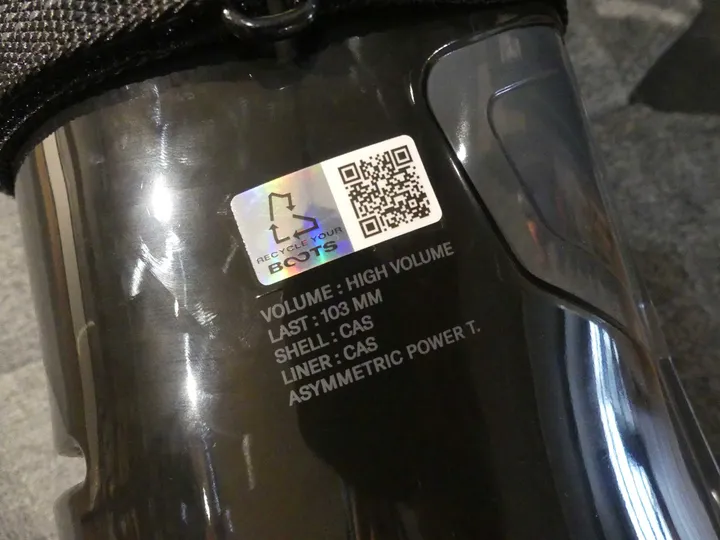 RECYCLE YOUR
BOOTS
VOLUME : HIGH VOLUME
LAST : 103 MM
SHELL : CAS
LINER : CAS
ASYMMETRIC POWER T.